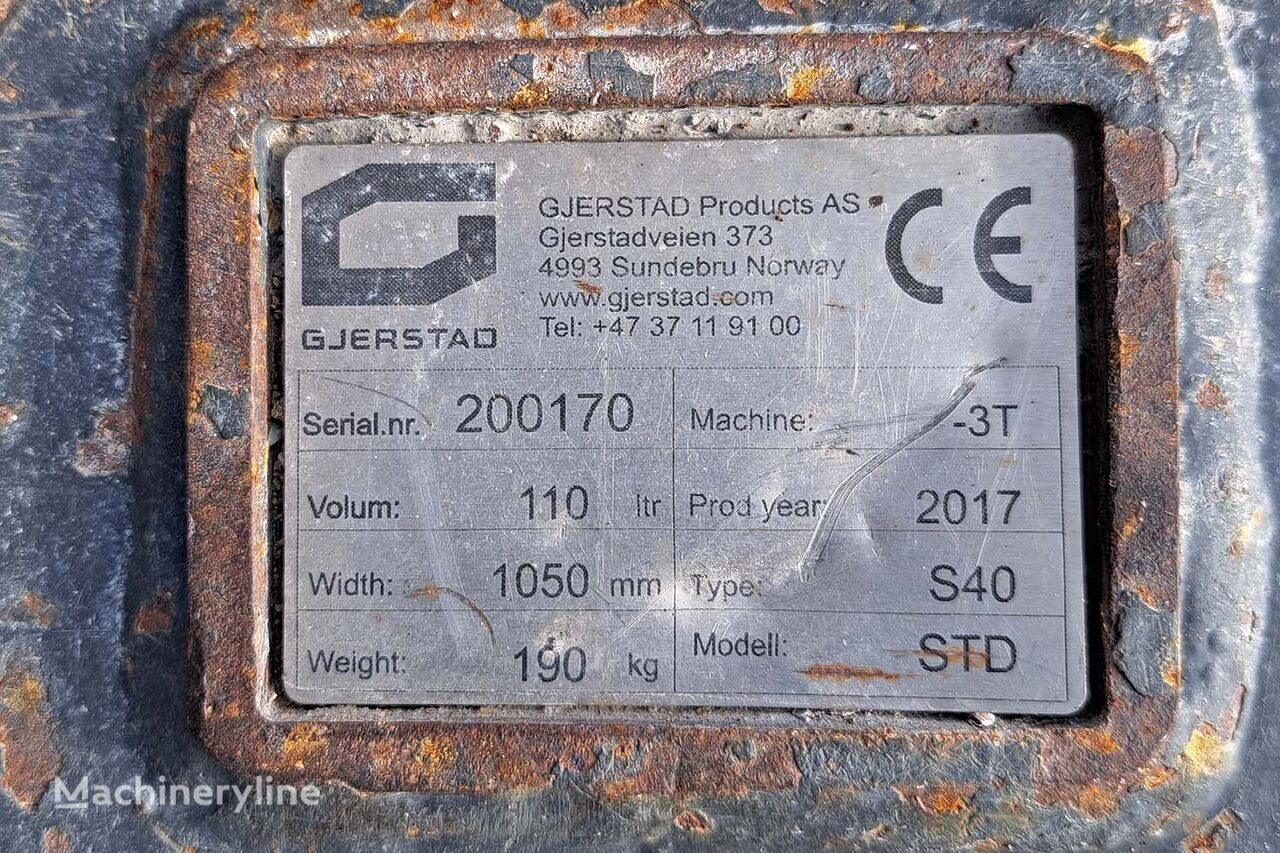 GJERSTAD
GJERSTAD Products AS
Gjerstadveien 373
4993 Sundebru Norway
www.gjerstad.com
Tel: +47 37 11 91 00
CE
Serial.nr. 200170
Machine: -3T
Volum: 110 ltr
Prod year: 2017
Width: 1050 mm
Type: S40
Weight: 190 kg
Modell: STD
Machineryline